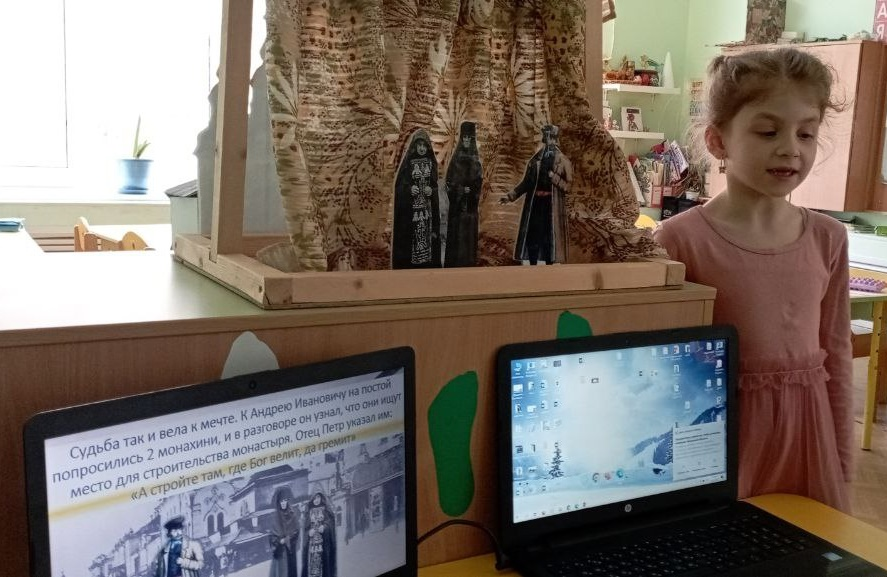 Судьба так и вела к мечте. К Андрею Ивановичу на постой
попросились 2 монахини, и в разговоре он узнал, что они ищут
место для строительства монастыря. Отец Петр указал им:
«А стройте там, где Бог велит, да гремит»
hp